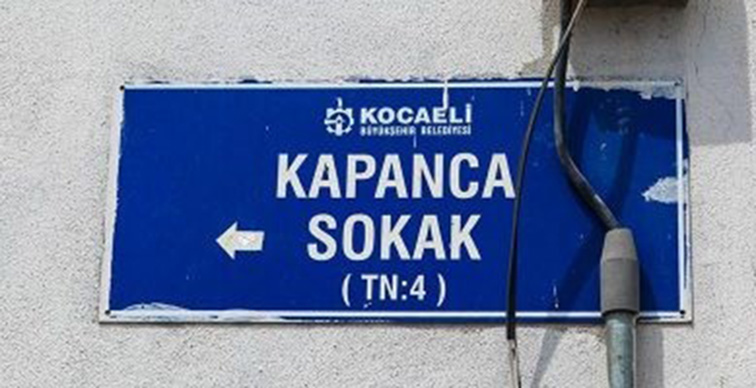 KOCAELİ
BÜYÜKŞEHİR BELEDİYESİ
KAPANCA
SOKAK
( TN:4 )